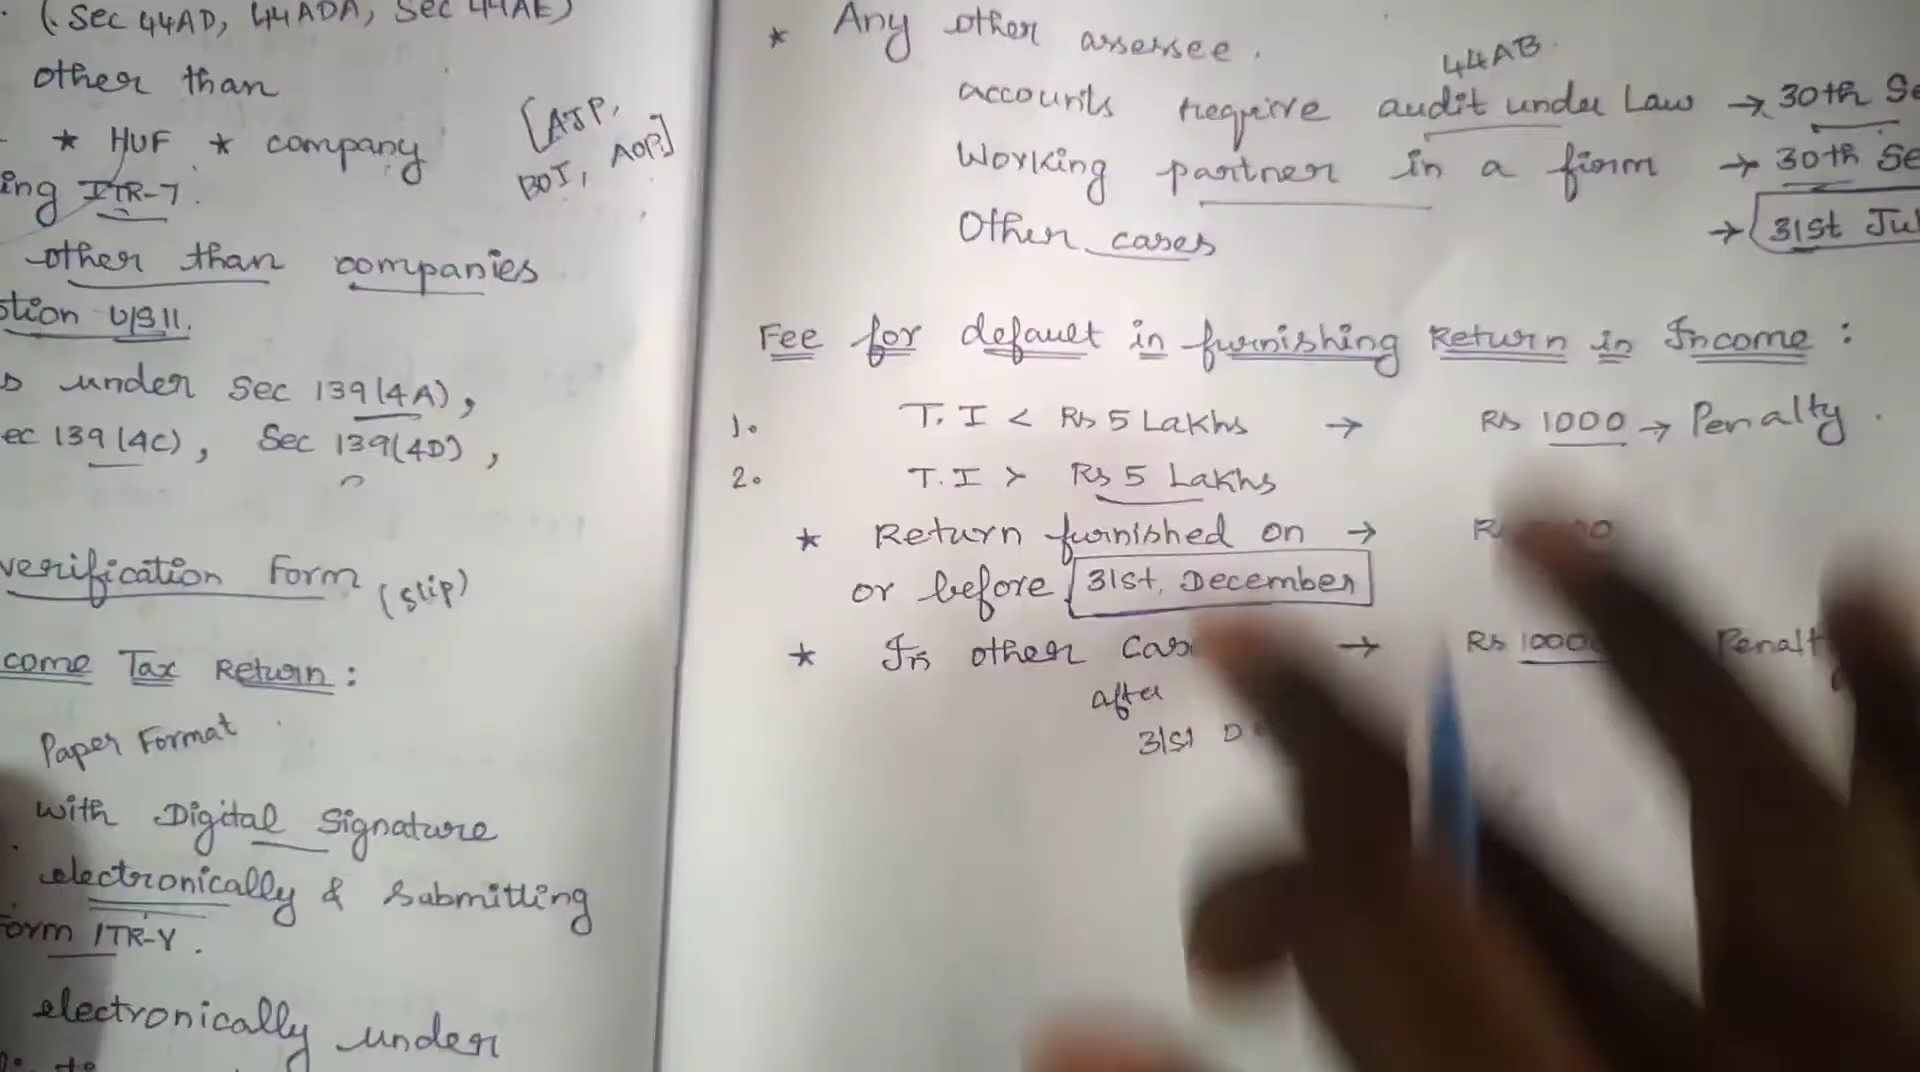 (Sec 44AD, 44ADA, Sec 44AE)
other than
* HUF * company
[AJP,
BOI, AOP]
ing ITR-7.
other than companies
U/S 11.
under Sec 139(4A),
ec 139(4C), Sec 139(4D),
verification Form (slip)
come Tax Return:
Paper Format
with Digital Signature
electronically & submitting
Form ITR-V.
electronically under
* Any other assessee.
44AB.
accounts require audit under Law → 30th Se
Working partner in a firm → 30th Se
Other cases → 31st Jul
Fee for default in furnishing Return in Income:
1. T.I < Rs 5 Lakhs → Rs 1000 → Penalty.
2. T.I > Rs 5 Lakhs
* Return furnished on →
or before 31st, December
* In other Cas → Rs 1000 Penalt
after
31st D